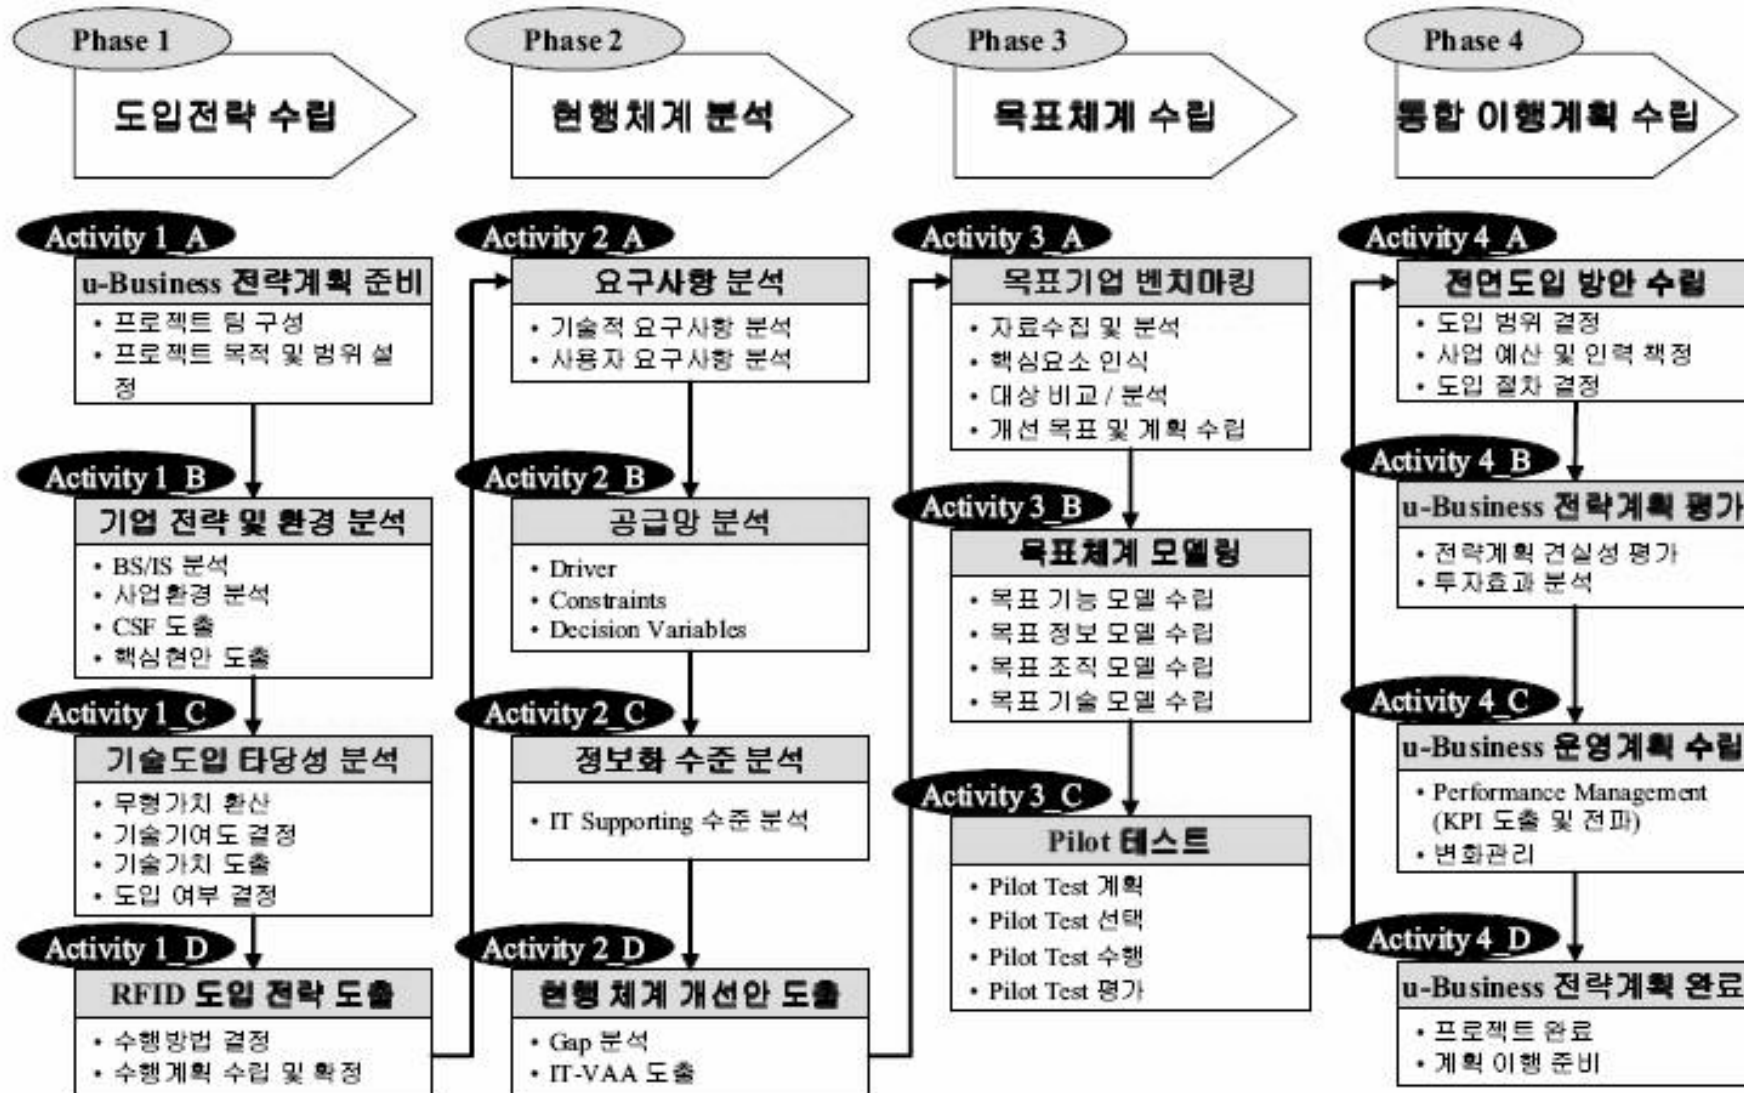 Phase 1
도입전략 수립
Activity 1_A
u-Business 전략계획 준비
• 프로젝트 팀 구성
• 프로젝트 목적 및 범위 설
정
Activity 1_B
기업 전략 및 환경 분석
• BS/IS 분석
• 사업환경 분석
• CSF 도출
• 핵심현안 도출
Activity 1_C
기술도입 타당성 분석
• 무형가치 환산
• 기술기여도 결정
• 기술가치 도출
• 도입 여부 결정
Activity 1_D
RFID 도입 전략 도출
• 수행방법 결정
• 수행계획 수립 및 확정
Phase 2
현행체계 분석
Activity 2_A
요구사항 분석
• 기술적 요구사항 분석
• 사용자 요구사항 분석
Activity 2_B
공급망 분석
• Driver
• Constraints
• Decision Variables
Activity 2_C
정보화 수준 분석
• IT Supporting 수준 분석
Activity 2_D
현행 체계 개선안 도출
• Gap 분석
• IT-VAA 도출
Phase 3
목표체계 수립
Activity 3_A
목표기업 벤치마킹
• 자료수집 및 분석
• 핵심요소 인식
• 대상 비교 / 분석
• 개선 목표 및 계획 수립
Activity 3_B
목표체계 모델링
• 목표 기능 모델 수립
• 목표 정보 모델 수립
• 목표 조직 모델 수립
• 목표 기술 모델 수립
Activity 3_C
Pilot 테스트
• Pilot Test 계획
• Pilot Test 선택
• Pilot Test 수행
• Pilot Test 평가
Phase 4
통합 이행계획 수립
Activity 4_A
전면도입 방안 수립
• 도입 범위 결정
• 사업 예산 및 인력 책정
• 도입 절차 결정
Activity 4_B
u-Business 전략계획 평가
• 전략계획 견실성 평가
• 투자효과 분석
Activity 4_C
u-Business 운영계획 수립
• Performance Management
(KPI 도출 및 전파)
• 변화관리
Activity 4_D
u-Business 전략계획 완료
• 프로젝트 완료
• 계획 이행 준비